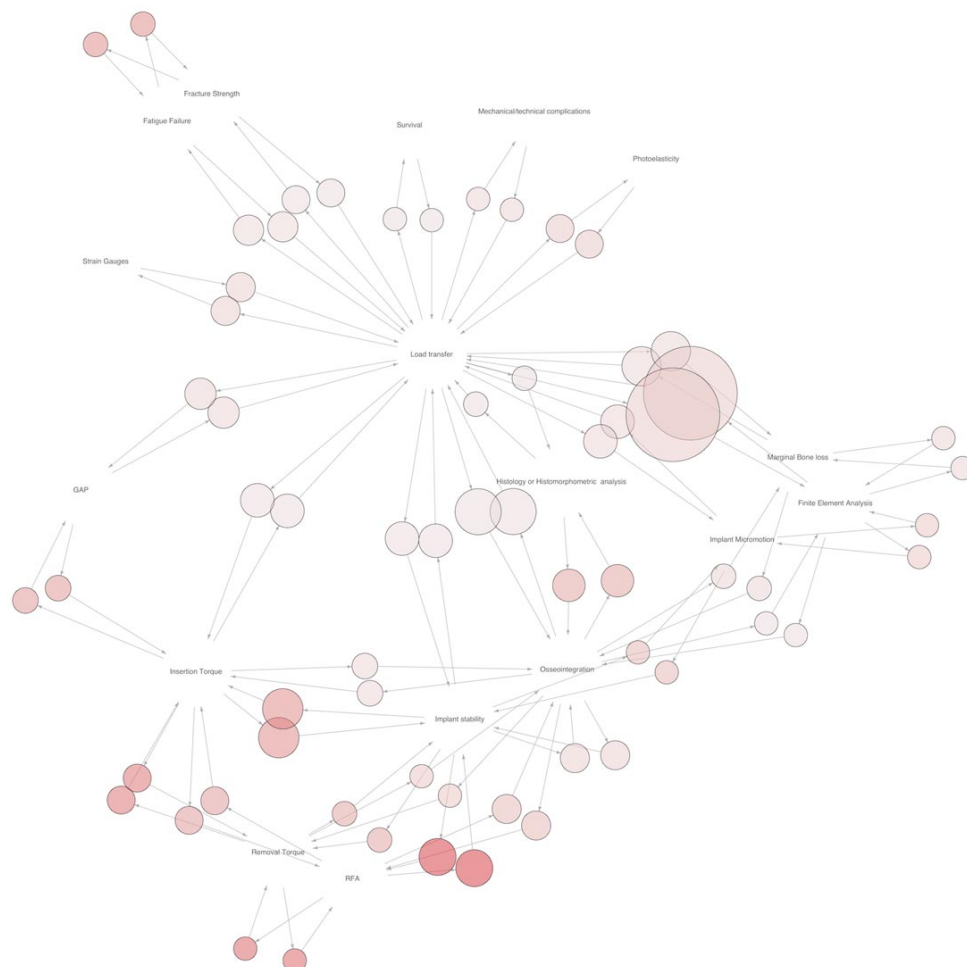 Fracture Strength
Mechanical/technical complications
Fatigue Failure
Survival
Photoelasticity
Strain Gauges
Load transfer
Marginal Bone loss
Histology or Histomorphometric analysis
GAP
Finite Element Analysis
Implant Micromotion
Insertion Torque
Osseointegration
Implant stability
Removal Torque
RFA